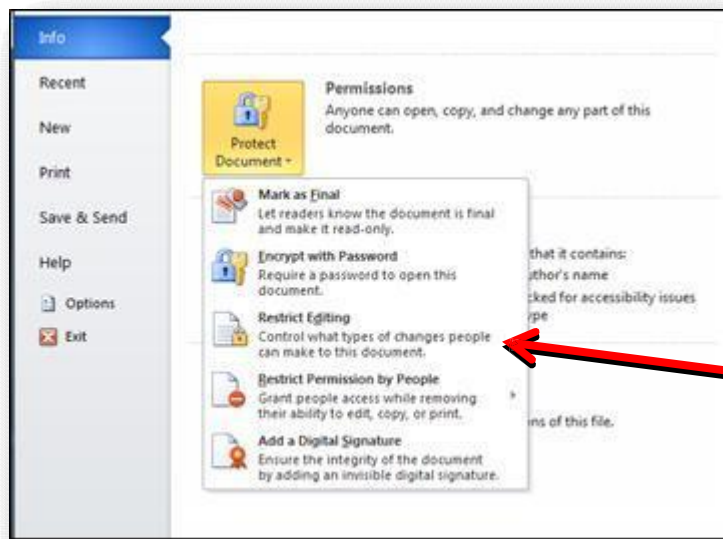 Info
Recent
New
Print
Save & Send
Help
Options
Exit
Permissions
Anyone can open, copy, and change any part of this
document.
Protect
Document
Mark as Final
Let readers know the document is final
and make it read-only.
Encrypt with Password
Require a password to open this
document.
Restrict Editing
Control what types of changes people
can make to this document.
Restrict Permission by People
Grant people access while removing
their ability to edit, copy, or print.
Add a Digital Signature
Ensure the integrity of the document
by adding an invisible digital signature.
that it contains:
uthor's name
cked for accessibility issues
ype
ns of this file.